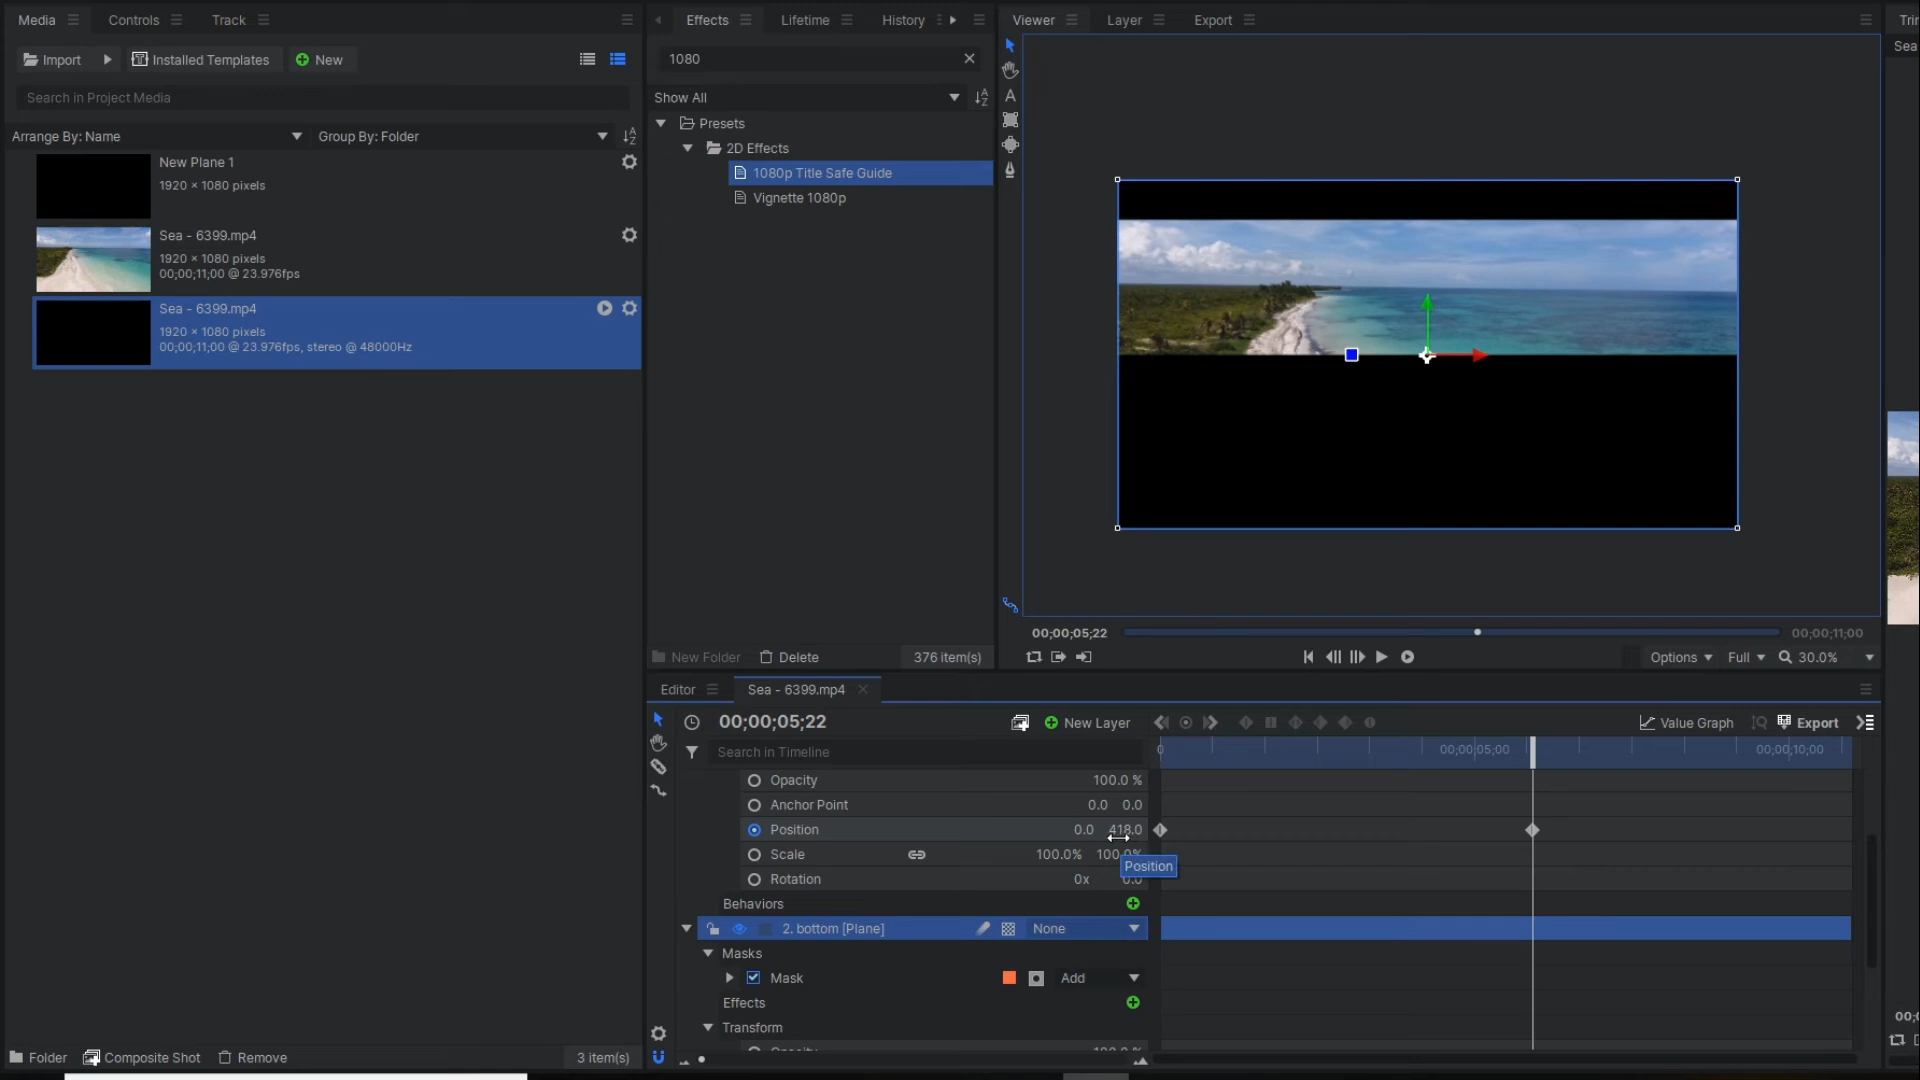 Media
Controls
Track
Import
Installed Templates
New
Search in Project Media
Arrange By: Name
Group By: Folder
New Plane 1
1920 × 1080 pixels
Sea - 6399.mp4
1920 × 1080 pixels
00;00;11;00 @ 23.976fps
Sea - 6399.mp4
1920 × 1080 pixels
00;00;11;00 @ 23.976fps, stereo @ 48000Hz
Folder
Composite Shot
Remove
3 item(s)
Effects
Lifetime
History
1080
Show All
Presets
2D Effects
1080p Title Safe Guide
Vignette 1080p
New Folder
Delete
376 item(s)
Viewer
Layer
Export
00;00;05;22
00;00;11;00
Options
Full
30.0%
Editor
Sea - 6399.mp4
00;00;05;22
New Layer
Value Graph
Export
Search in Timeline
0
00;00;05;00
00;00;10;00
Opacity
100.0 %
Anchor Point
0.0 0.0
Position
0.0 418.0
Scale
100.0% 100.0%
Position
Rotation
0x 0.0
Behaviors
2. bottom [Plane]
None
Masks
Mask
Add
Effects
Transform